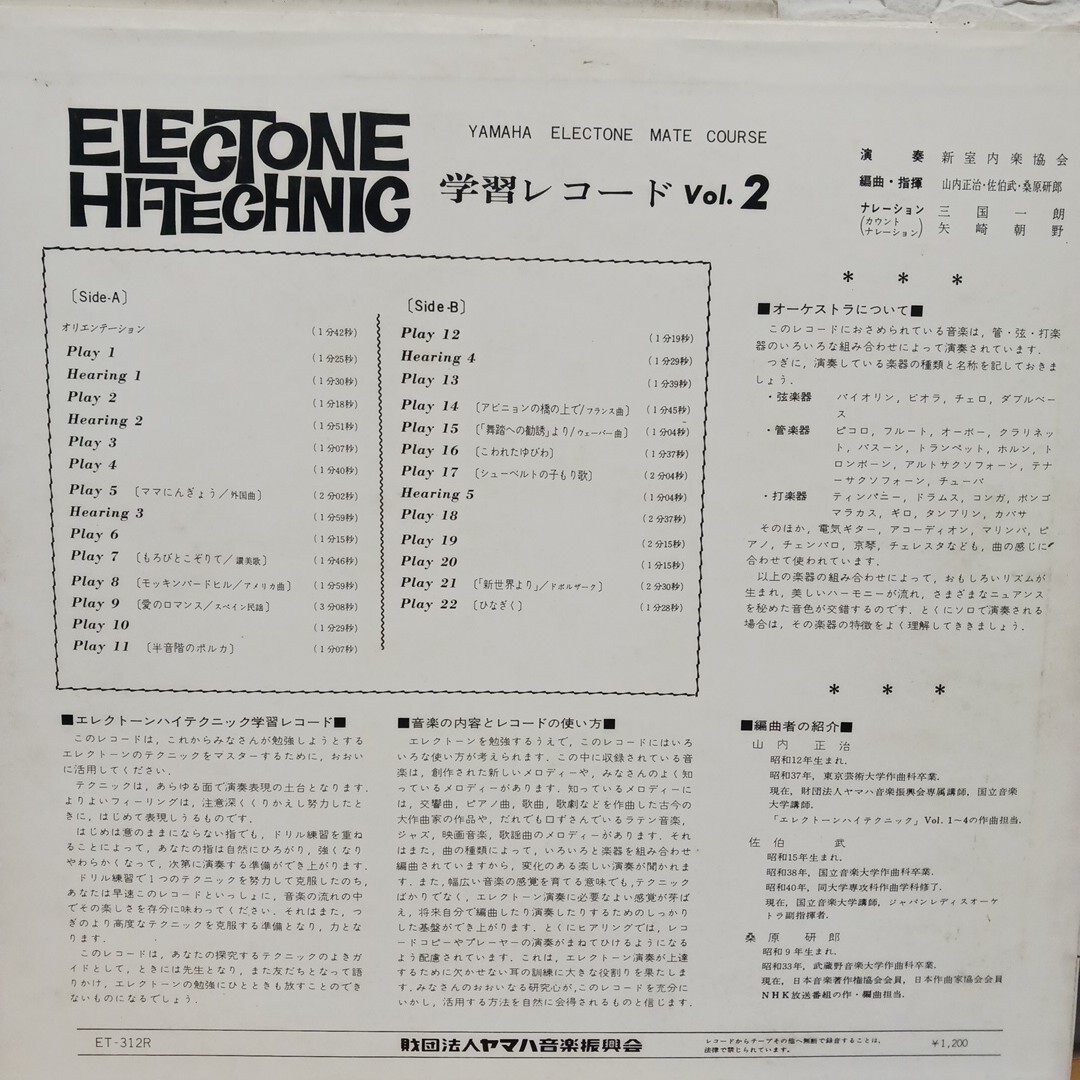 ELECTONE
HI-TECHNIC
YAMAHA ELECTONE MATE COURSE
学習レコード Vol. 2
演奏 新室内楽協会
編曲・指揮 山内正治・佐伯武・桑原研郎
ナレーション 三国一朗
(カウントナレーション) 矢崎朝野
* * *
〔Side-A〕
オリエンテーション (1分42秒)
Play 1 (1分25秒)
Hearing 1 (1分30秒)
Play 2 (1分18秒)
Hearing 2 (1分51秒)
Play 3 (1分07秒)
Play 4 (1分40秒)
Play 5 〔ママにんぎょう/外国曲〕 (2分02秒)
Hearing 3 (1分59秒)
Play 6 (1分15秒)
Play 7 〔もろびとこぞりて/讃美歌〕 (1分46秒)
Play 8 〔モッキンバードヒル/アメリカ曲〕 (1分59秒)
Play 9 〔愛のロマンス/スペイン民謡〕 (3分08秒)
Play 10 (1分29秒)
Play 11 〔半音階のポルカ〕 (1分07秒)
〔Side-B〕
Play 12 (1分19秒)
Hearing 4 (1分29秒)
Play 13 (1分39秒)
Play 14 〔アビニョンの橋の上で/フランス曲〕 (1分45秒)
Play 15 〔「舞踏への勧誘」より/ウェーバー曲〕 (1分04秒)
Play 16 〔こわれたゆびわ〕 (1分37秒)
Play 17 〔シューベルトの子もり歌〕 (2分04秒)
Hearing 5 (1分04秒)
Play 18 (2分37秒)
Play 19 (2分15秒)
Play 20 (1分15秒)
Play 21 〔「新世界より」/ドボルザーク〕 (2分30秒)
Play 22 〔ひなぎく〕 (1分28秒)
■オーケストラについて■
このレコードにおさめられている音楽は，管・弦・打楽
器のいろいろな組み合わせによって演奏されています．
つぎに，演奏している楽器の種類と名称を記しておきま
しょう．
・弦楽器 バイオリン，ビオラ，チェロ，ダブルベー
ス
・管楽器 ピコロ，フルート，オーボー，クラリネッ
ト，バスーン，トランペット，ホルン，ト
ロンボーン，アルトサクソフォーン，テナ
ーサクソフォーン，チューバ
・打楽器 ティンパニー，ドラムス，コンガ，ボンゴ
マラカス，ギロ，タンブリン，カバサ
そのほか，電気ギター，アコーディオン，マリンバ，ピ
アノ，チェンバロ，京琴，チェレスタなども，曲の感じに
合わせて使われています．
以上の楽器の組み合わせによって，おもしろいリズムが
生まれ，美しいハーモニーが流れ，さまざまなニュアンス
を秘めた音色が交錯するのです．とくにソロで演奏される
場合は，その楽器の特徴をよく理解してききましょう．
* * *
■エレクトーンハイテクニック学習レコード■
このレコードは，これからみなさんが勉強しようとする
エレクトーンのテクニックをマスターするために，おおい
に活用してください．
テクニックは，あらゆる面で演奏表現の土台となります．
よりよいフィーリングは，注意深くくりかえし努力したと
きに，はじめて表現しうるものです．
はじめは意のままにならない指でも，ドリル練習を重ね
ることによって，あなたの指は自然にひろがり，強くなり
やわらかくなって，次第に演奏する準備ができ上がります．
ドリル練習で1つのテクニックを努力して克服したのち，
あなたは早速このレコードといっしょに，音楽の流れの中
でその楽しさを存分に味わってください．それはまた，つ
ぎのより高度なテクニックを克服する準備となり，力とな
ります．
このレコードは，あなたの探究するテクニックのよきガ
イドとして，ときには先生となり，また友だちとなって語
りかけ，エレクトーンの勉強にひとときも放すことのでき
ないものになるでしょう．
■音楽の内容とレコードの使い方■
エレクトーンを勉強するうえで，このレコードにはいろ
いろな使い方が考えられます．この中に収録されている音
楽は，創作された新しいメロディーや，みなさんのよく知
っているメロディーがあります．知っているメロディーに
は，交響曲，ピアノ曲，歌曲，歌劇などを作曲した古今の
大作曲家の作品や，だれでも口ずさんでいるラテン音楽，
ジャズ，映画音楽，歌謡曲のメロディーがあります．それ
はまた，曲の種類によって，いろいろと楽器を組み合わせ
編曲されていますから，変化のある楽しい演奏が聞かれま
す．また，幅広い音楽の感覚を育てる意味でも，テクニック
ばかりでなく，エレクトーン演奏に必要なよい感覚が芽ば
え，将来自分で編曲したり演奏したりするためのしっかり
した基盤ができ上がります．とくにヒアリングでは，レコ
ードコピーやプレーヤーの演奏がまねてひけるようになる
よう配慮されています．これは，エレクトーン演奏が上達
するために欠かせない耳の訓練に大きな役割りを果たしま
す．みなさんのおおいなる研究心が，このレコードを充分に
いかし，活用する方法を自然に会得されるものと信じます．
■編曲者の紹介■
山内正治
昭和12年生まれ．
昭和37年，東京芸術大学作曲科卒業．
現在，財団法人ヤマハ音楽振興会専属講師，国立音楽
大学講師．
「エレクトーンハイテクニック」Vol. 1〜4の作曲担当．
佐伯武
昭和15年生まれ．
昭和38年，国立音楽大学作曲科卒業．
昭和40年，同大学専攻科作曲学科修了．
現在，国立音楽大学講師，ジャパンレディスオーケ
トラ副指揮者．
桑原研郎
昭和9年生まれ．
昭和33年，武蔵野音楽大学作曲科卒業．
現在，日本音楽著作権協会会員，日本作曲家協会会員
NHK放送番組の作・編曲担当．
ET-312R
財団法人ヤマハ音楽振興会
レコードからテープその他へ無断で録音することは，
法律で禁じられています．
¥1,200